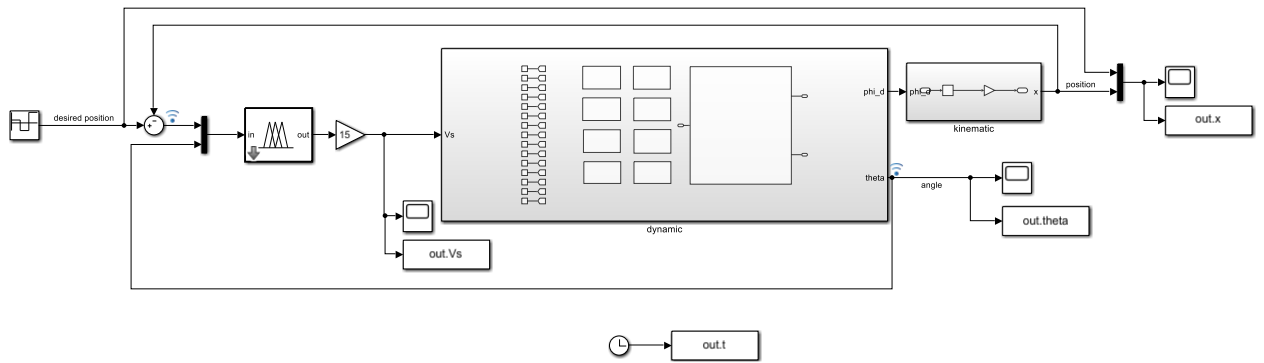 desired position
in
out
15
Vs
phi_d
phi_d
x
position
kinematic
out.x
theta
angle
out.theta
dynamic
out.Vs
out.t